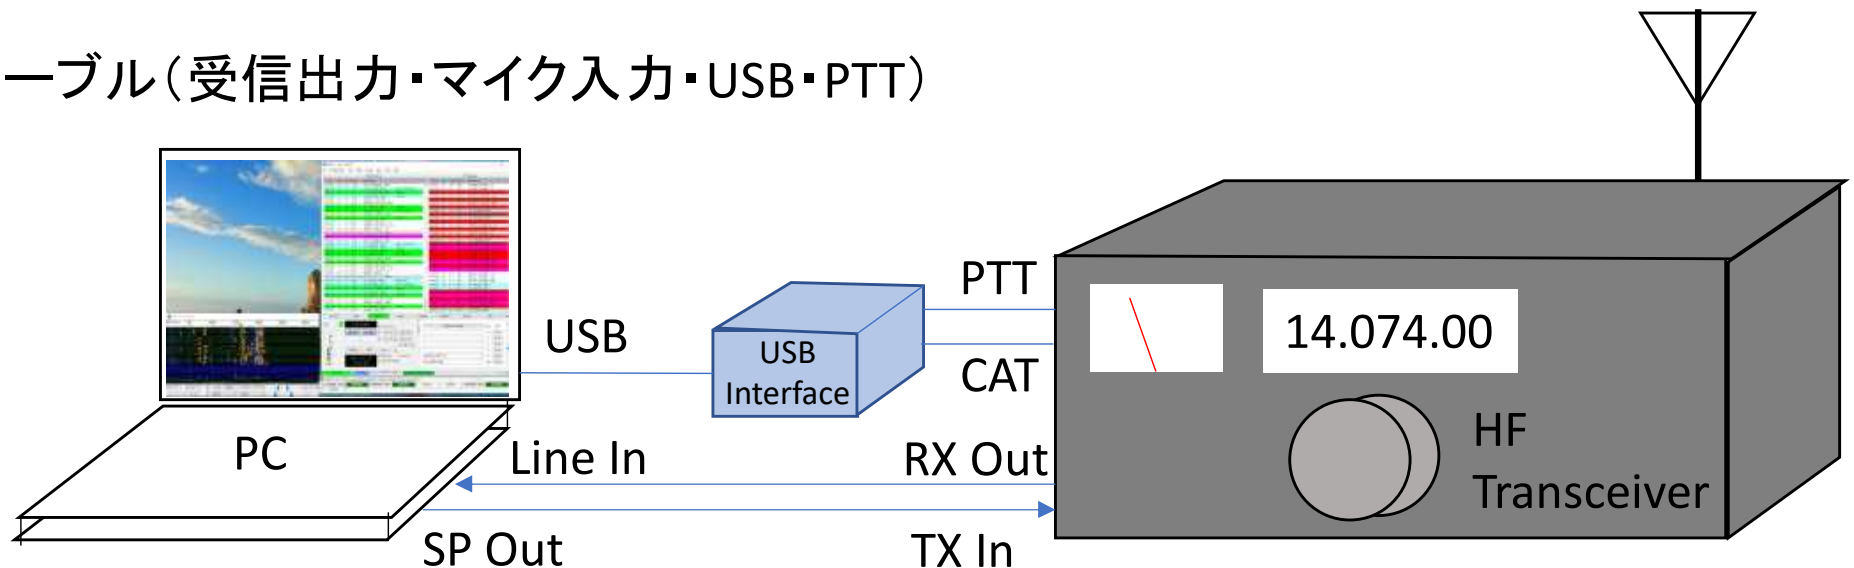 ーブル（受信出力・マイク入力・USB・PTT）
PTT
14.074.00
USB
USB
Interface
CAT
HF
Transceiver
PC
Line In
RX Out
SP Out
TX In